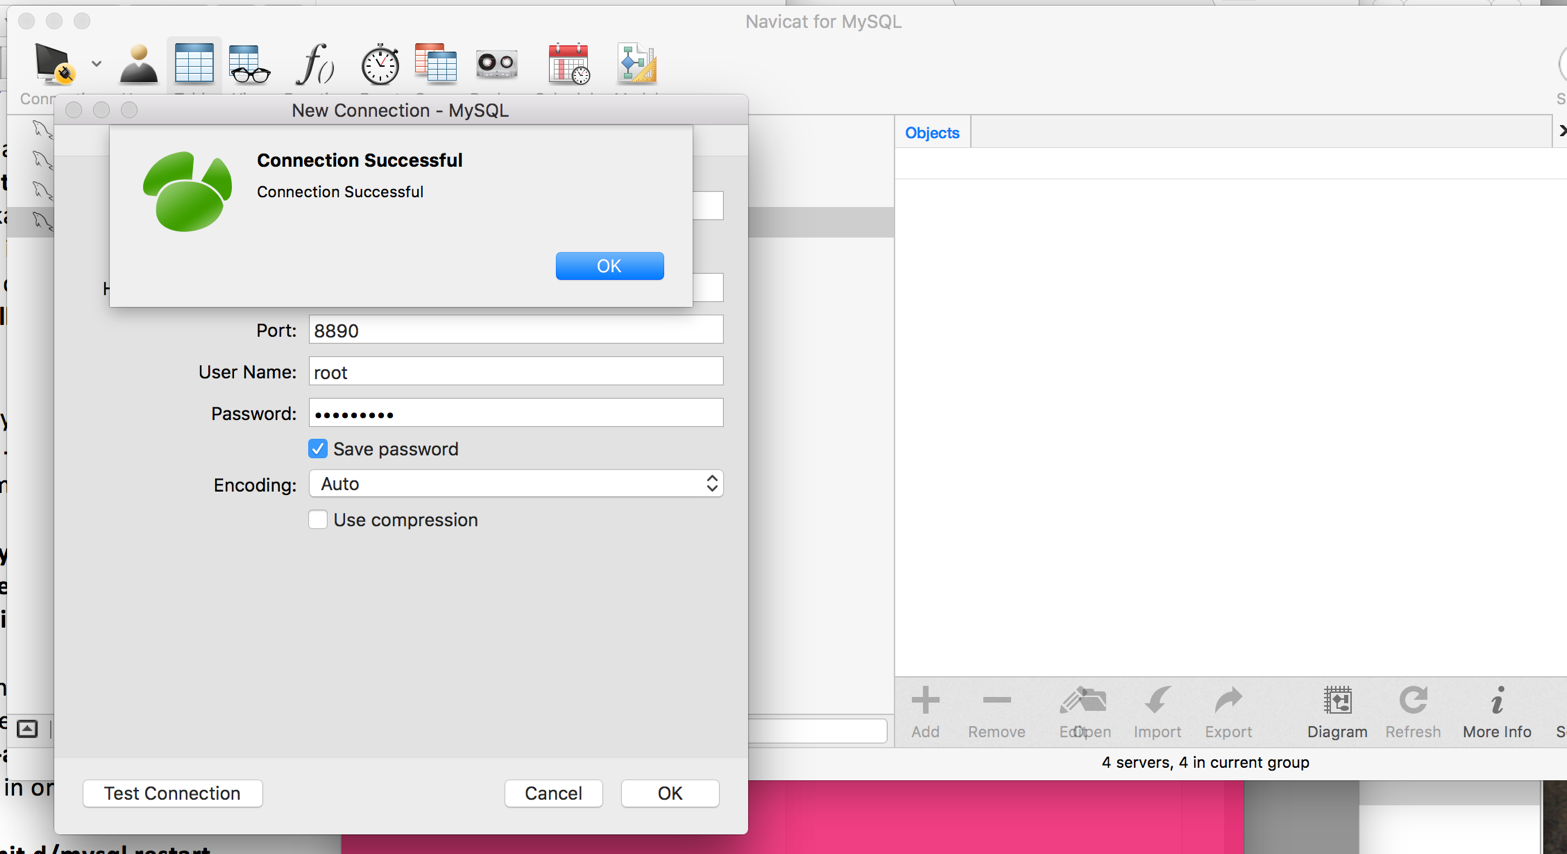 Navicat for MySQL
New Connection - MySQL
Connection Successful
Connection Successful
OK
Port: 8890
User Name: root
Password: •••••••••
Save password
Encoding: Auto
Use compression
Test Connection
Cancel
OK
Objects
Add
Remove
Open
Import
Export
Diagram
Refresh
More Info
4 servers, 4 in current group
in or